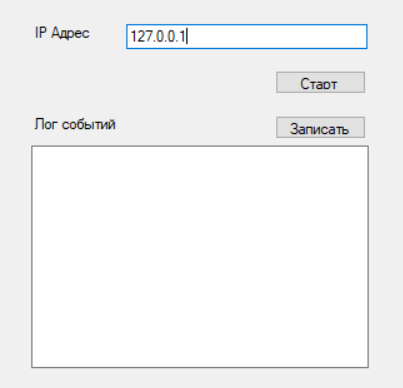 IP Адрес
127.0.0.1
Старт
Лог событий
Записать